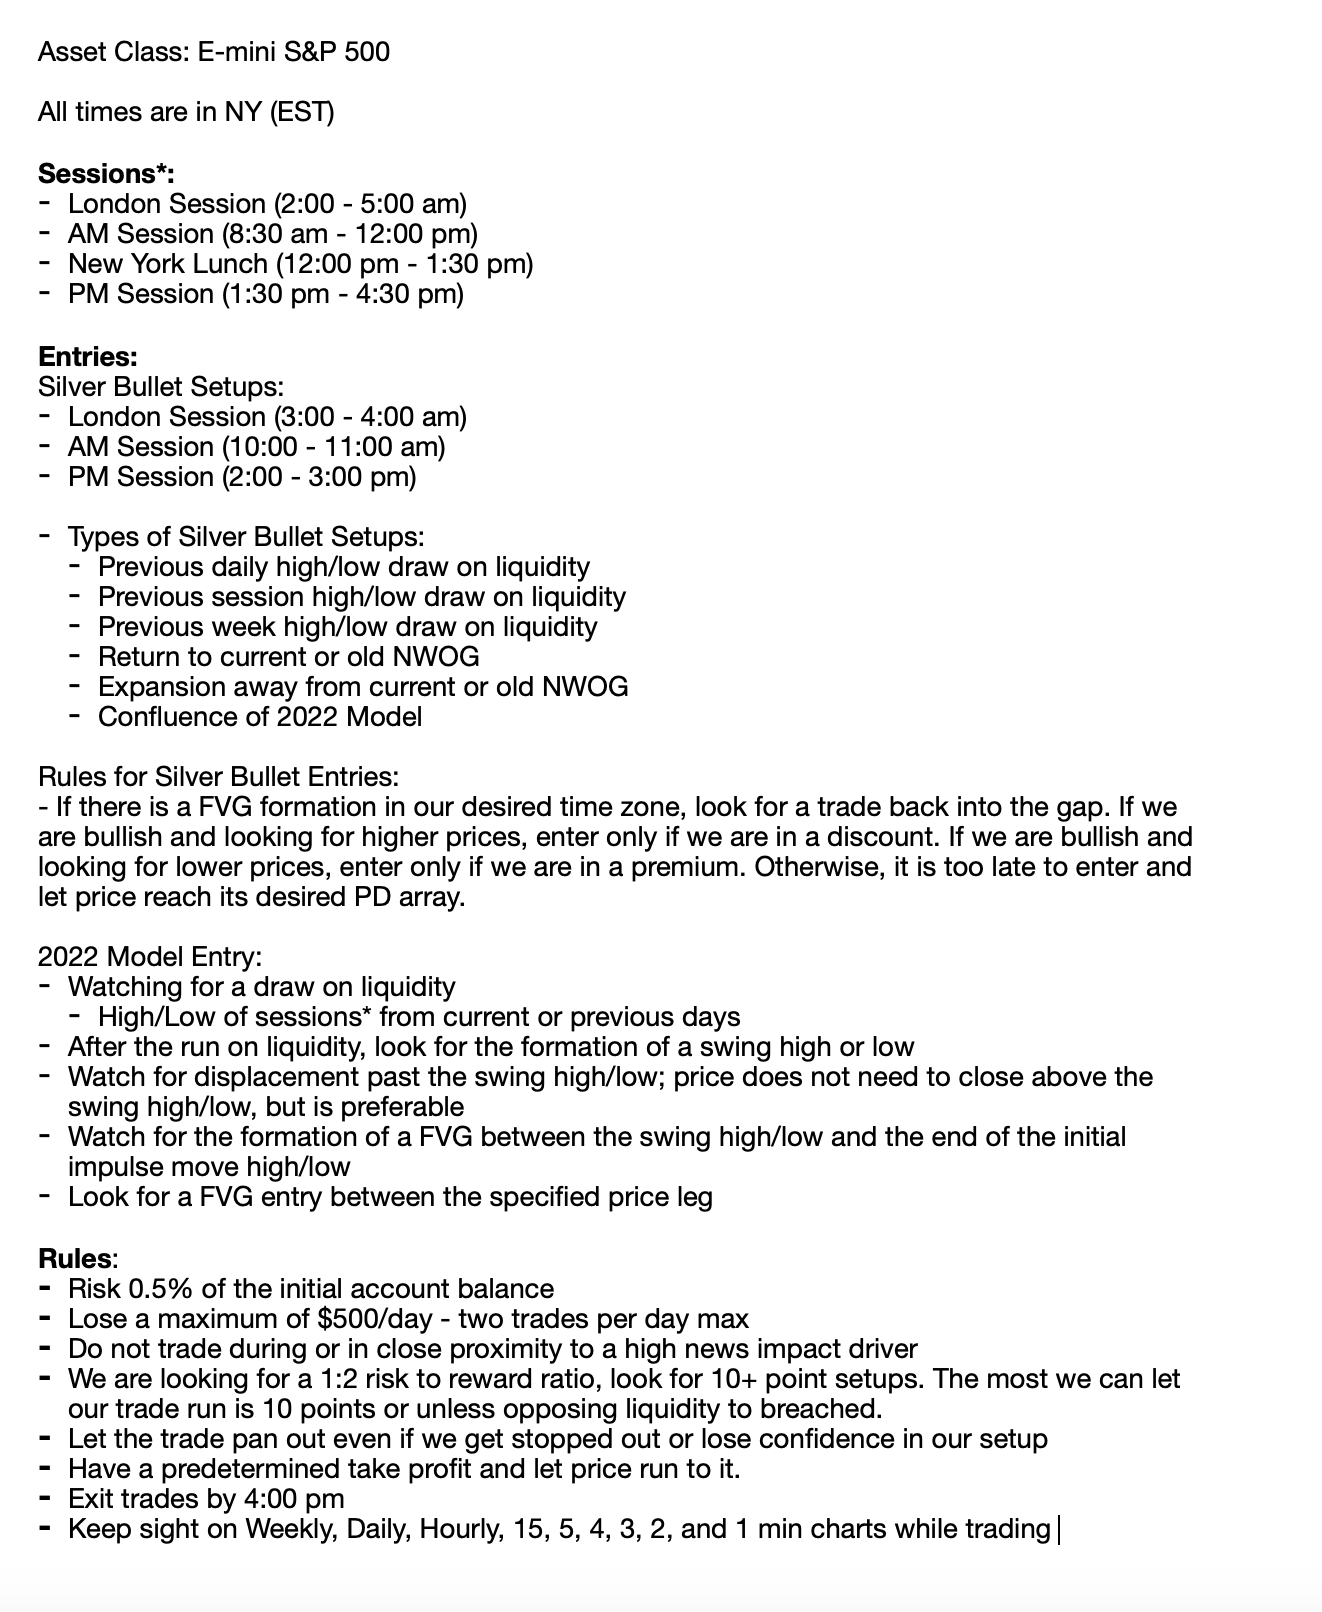 Asset Class: E-mini S&P 500
All times are in NY (EST)
Sessions*:
- London Session (2:00 - 5:00 am)
- AM Session (8:30 am - 12:00 pm)
- New York Lunch (12:00 pm - 1:30 pm)
- PM Session (1:30 pm - 4:30 pm)
Entries:
Silver Bullet Setups:
- London Session (3:00 - 4:00 am)
- AM Session (10:00 - 11:00 am)
- PM Session (2:00 - 3:00 pm)
- Types of Silver Bullet Setups:
- Previous daily high/low draw on liquidity
- Previous session high/low draw on liquidity
- Previous week high/low draw on liquidity
- Return to current or old NWOG
- Expansion away from current or old NWOG
- Confluence of 2022 Model
Rules for Silver Bullet Entries:
- If there is a FVG formation in our desired time zone, look for a trade back into the gap. If we
are bullish and looking for higher prices, enter only if we are in a discount. If we are bullish and
looking for lower prices, enter only if we are in a premium. Otherwise, it is too late to enter and
let price reach its desired PD array.
2022 Model Entry:
- Watching for a draw on liquidity
- High/Low of sessions* from current or previous days
- After the run on liquidity, look for the formation of a swing high or low
- Watch for displacement past the swing high/low; price does not need to close above the
swing high/low, but is preferable
- Watch for the formation of a FVG between the swing high/low and the end of the initial
impulse move high/low
- Look for a FVG entry between the specified price leg
Rules:
- Risk 0.5% of the initial account balance
- Lose a maximum of $500/day - two trades per day max
- Do not trade during or in close proximity to a high news impact driver
- We are looking for a 1:2 risk to reward ratio, look for 10+ point setups. The most we can let
our trade run is 10 points or unless opposing liquidity to breached.
- Let the trade pan out even if we get stopped out or lose confidence in our setup
- Have a predetermined take profit and let price run to it.
- Exit trades by 4:00 pm
- Keep sight on Weekly, Daily, Hourly, 15, 5, 4, 3, 2, and 1 min charts while trading